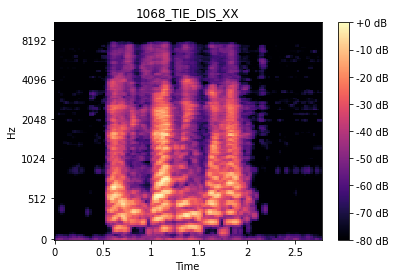 1068_TIE_DIS_XX
+0 dB
8192
-10 dB
4096
-20 dB
-30 dB
2048
Hz
-40 dB
1024
-50 dB
512
-60 dB
-70 dB
0
-80 dB
0 0.5 1 1.5 2 2.5
Time